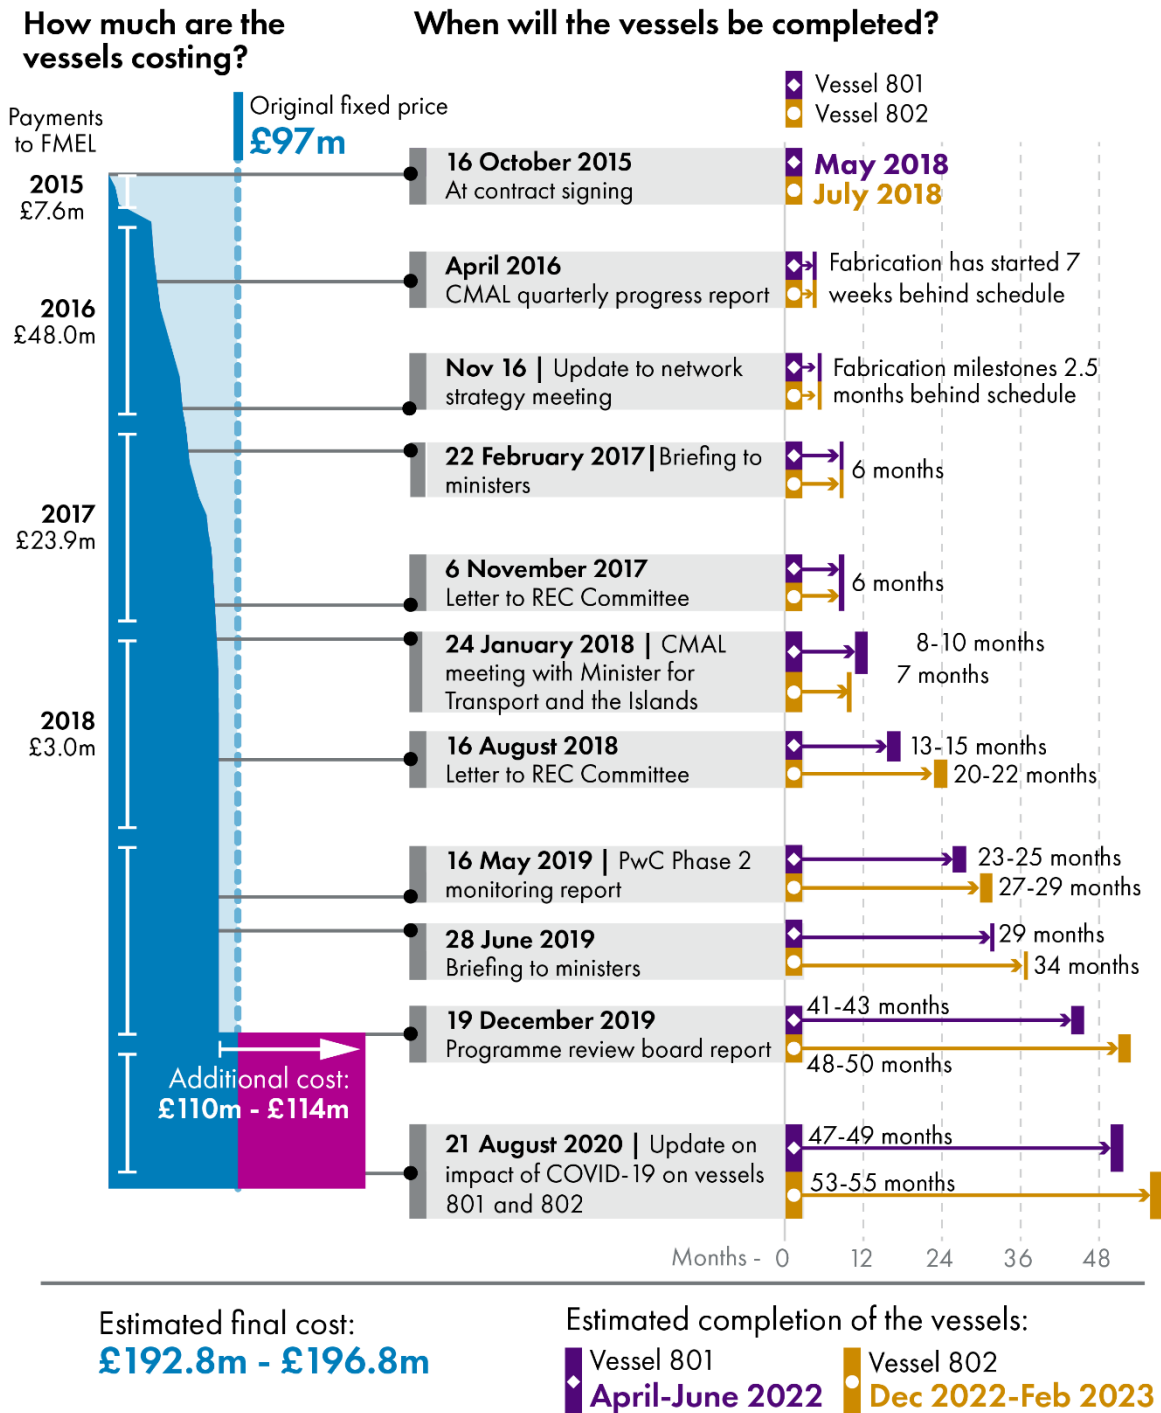 How much are the
vessels costing?
When will the vessels be completed?
Vessel 801
Vessel 802
Payments
to FMEL
Original fixed price
£97m
2015
£7.6m
2016
£48.0m
2017
£23.9m
2018
£3.0m
Additional cost:
£110m - £114m
16 October 2015
At contract signing
May 2018
July 2018
April 2016
CMAL quarterly progress report
Fabrication has started 7
weeks behind schedule
Nov 16 | Update to network
strategy meeting
Fabrication milestones 2.5
months behind schedule
22 February 2017|Briefing to
ministers
6 months
6 November 2017
Letter to REC Committee
6 months
24 January 2018 | CMAL
meeting with Minister for
Transport and the Islands
8-10 months
7 months
16 August 2018
Letter to REC Committee
13-15 months
20-22 months
16 May 2019 | PwC Phase 2
monitoring report
23-25 months
27-29 months
28 June 2019
Briefing to ministers
29 months
34 months
19 December 2019
Programme review board report
41-43 months
48-50 months
21 August 2020 | Update on
impact of COVID-19 on vessels
801 and 802
47-49 months
53-55 months
Months - 0 12 24 36 48
Estimated final cost:
£192.8m - £196.8m
Estimated completion of the vessels:
Vessel 801
April-June 2022
Vessel 802
Dec 2022-Feb 2023